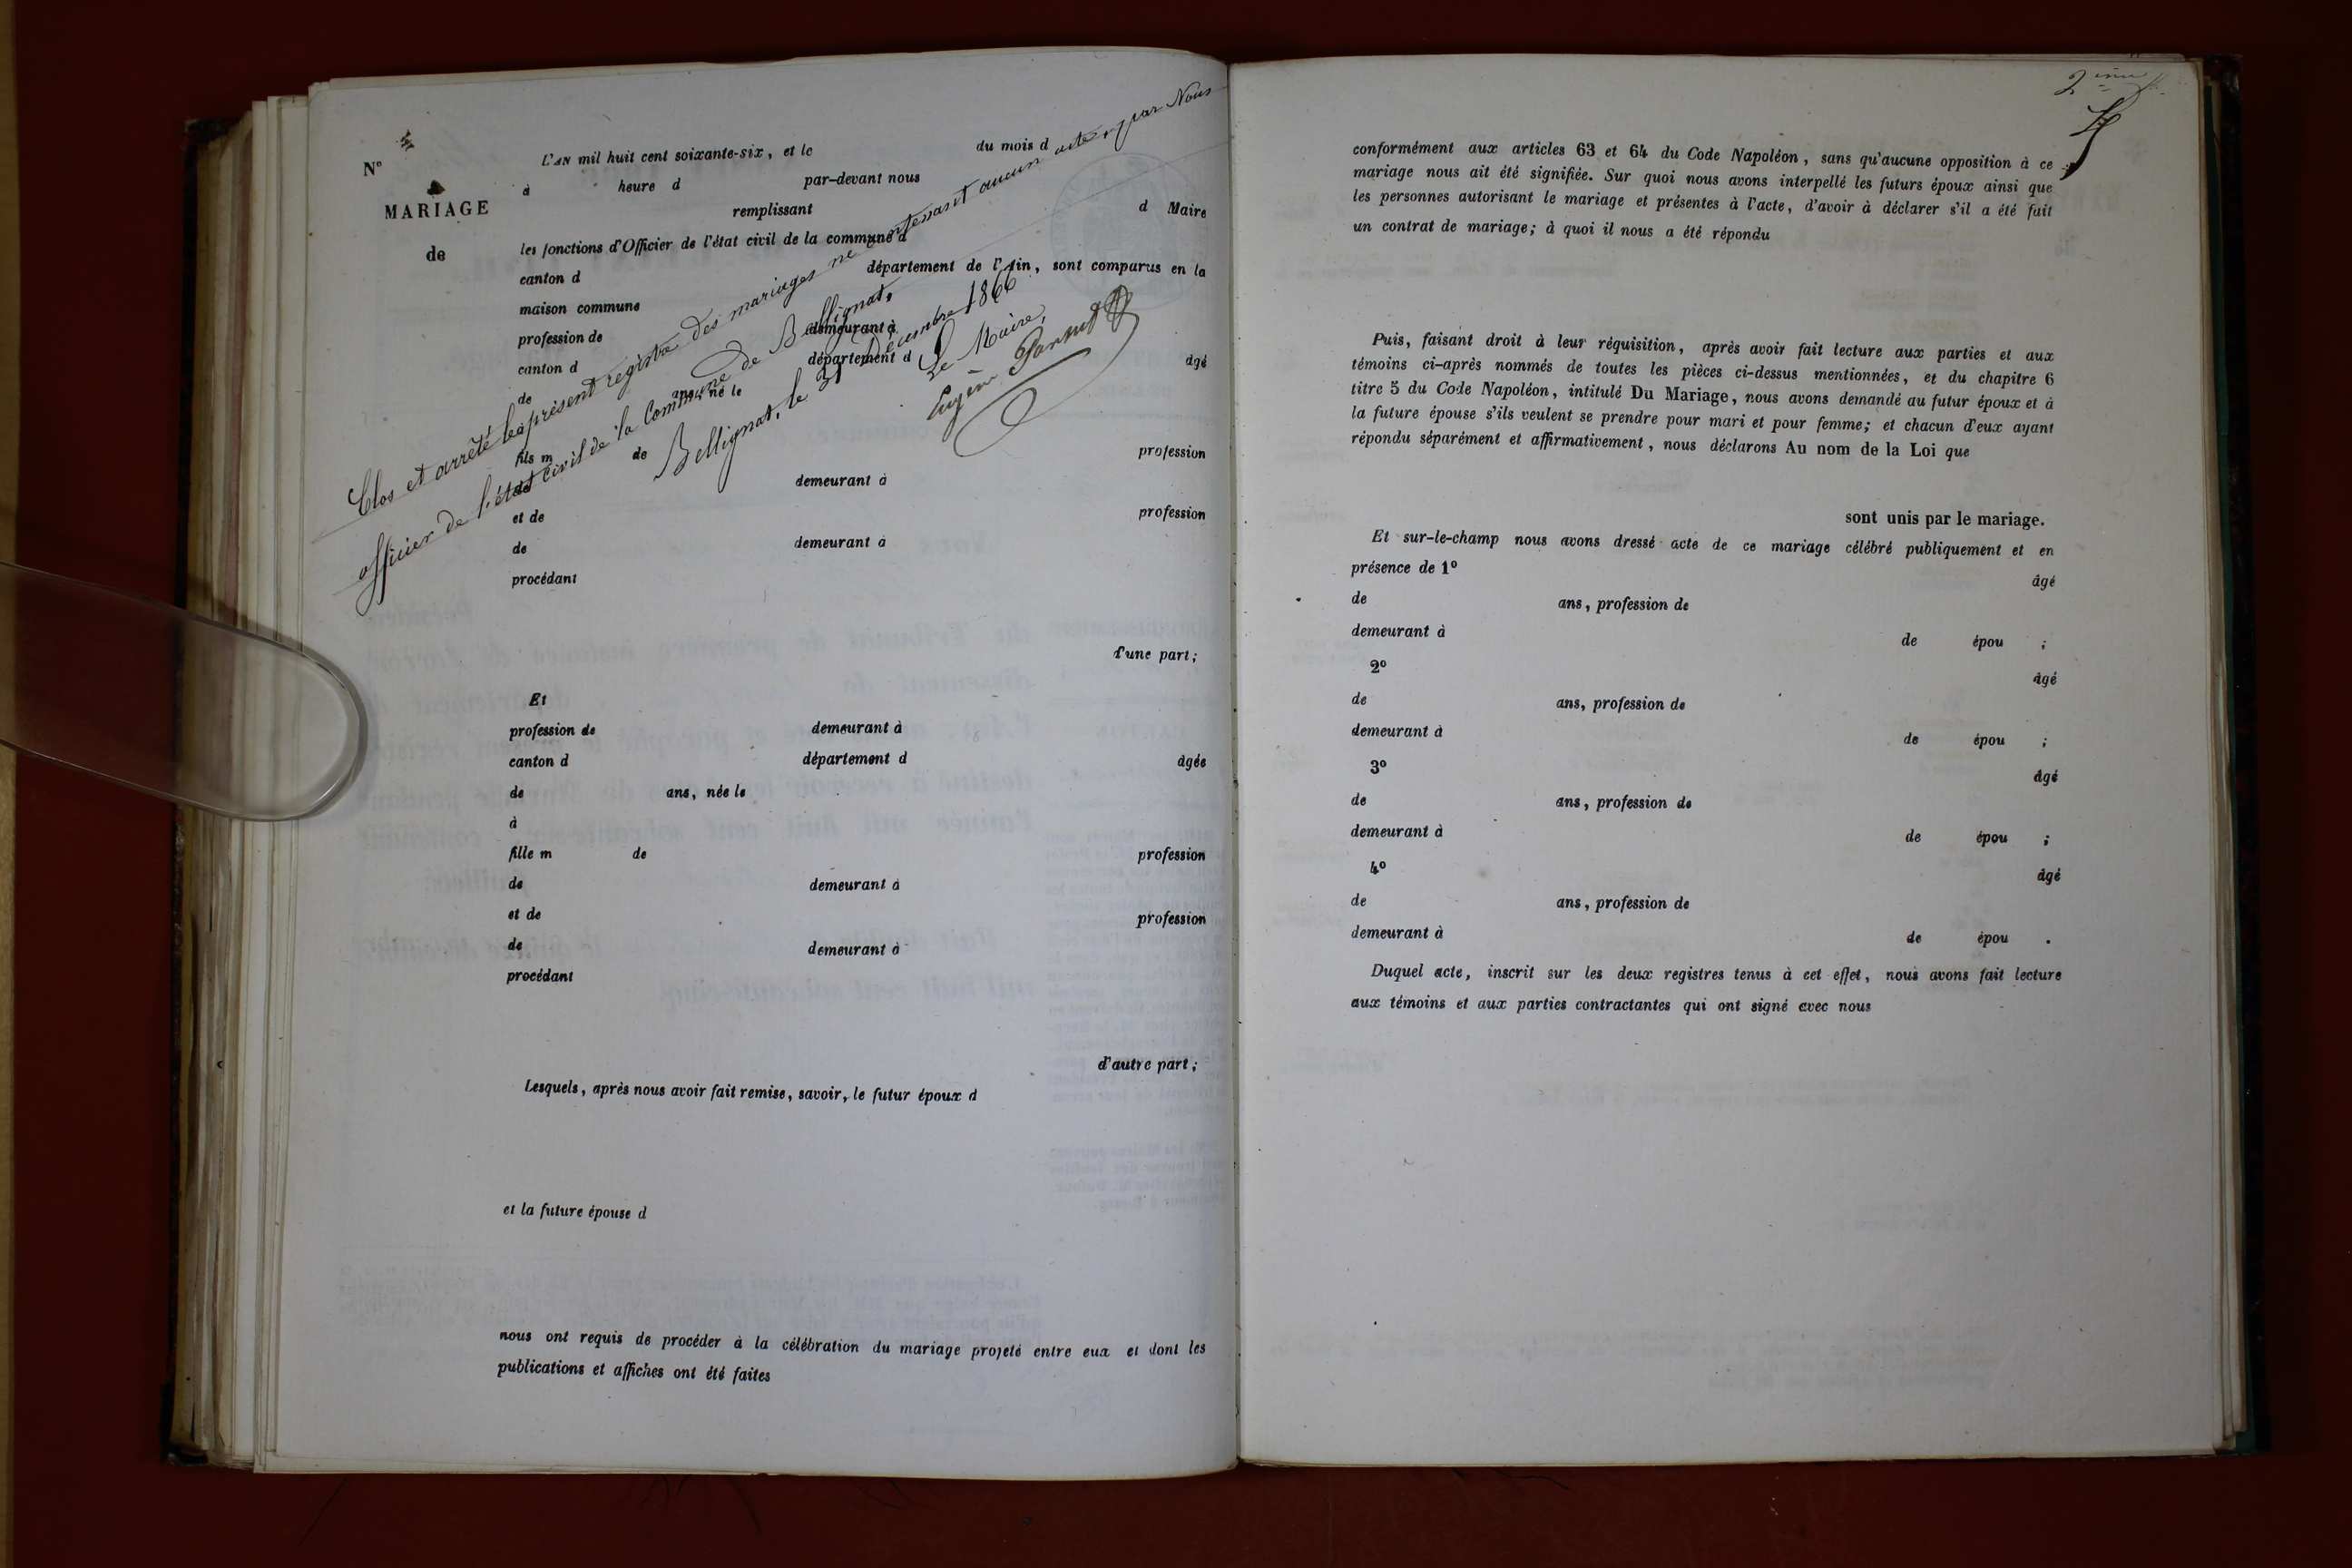 Nº
MARIAGE
de
L'AN mil huit cent soixante-six, et le du mois d
à heure d par-devant nous
remplissant d Maire
les fonctions d'Officier de l'état civil de la commune d
canton d département de l'Ain, sont comparus en la
maison commune
profession de demeurant à
canton d département d âgé
de ans, né le
à
fils m de profession
de demeurant à
et de profession
de demeurant à
procédant
d'une part;
Clos et arrêté le présent registre des mariages ne contenant aucun acte, par Nous
officier de l'état civil de la Commune de Bellignat.
Bellignat, le 31 Décembre 1866
Le Maire,
Eugène
Et
profession de demeurant à
canton d département d âgée
de ans, née le
à
fille m de profession
de demeurant à
et de profession
de demeurant à
procédant
d'autre part;
Lesquels, après nous avoir fait remise, savoir, le futur époux d
et la future épouse d
nous ont requis de procéder à la célébration du mariage projeté entre eux et dont les
publications et affiches ont été faites
2ème
conformément aux articles 63 et 64 du Code Napoléon, sans qu'aucune opposition à ce
mariage nous ait été signifiée. Sur quoi nous avons interpellé les futurs époux ainsi que
les personnes autorisant le mariage et présentes à l'acte, d'avoir à déclarer s'il a été fait
un contrat de mariage; à quoi il nous a été répondu
Puis, faisant droit à leur réquisition, après avoir fait lecture aux parties et aux
témoins ci-après nommés de toutes les pièces ci-dessus mentionnées, et du chapitre 6
titre 5 du Code Napoléon, intitulé Du Mariage, nous avons demandé au futur époux et à
la future épouse s'ils veulent se prendre pour mari et pour femme; et chacun d'eux ayant
répondu séparément et affirmativement, nous déclarons Au nom de la Loi que
sont unis par le mariage.
Et sur-le-champ nous avons dressé acte de ce mariage célébré publiquement et en
présence de 1º âgé
de ans, profession de
demeurant à de épou ;
2º âgé
de ans, profession de
demeurant à de épou ;
3º âgé
de ans, profession de
demeurant à de épou ;
4º âgé
de ans, profession de
demeurant à de épou .
Duquel acte, inscrit sur les deux registres tenus à cet effet, nous avons fait lecture
aux témoins et aux parties contractantes qui ont signé avec nous